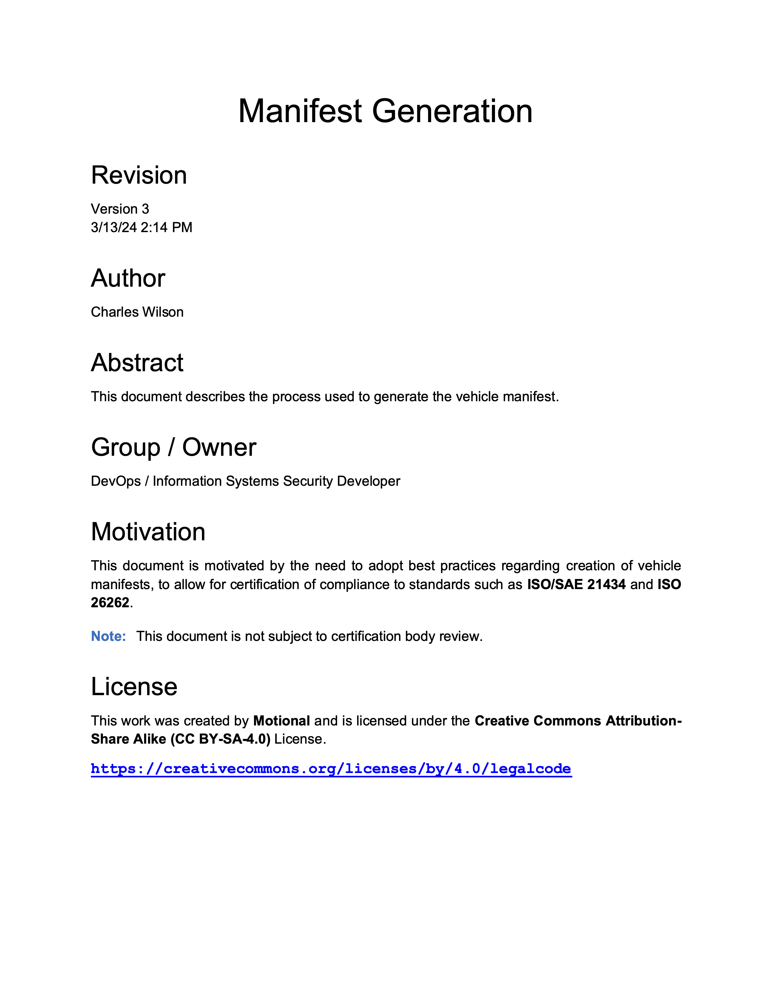 Manifest Generation
Revision
Version 3
3/13/24 2:14 PM
Author
Charles Wilson
Abstract
This document describes the process used to generate the vehicle manifest.
Group / Owner
DevOps / Information Systems Security Developer
Motivation
This document is motivated by the need to adopt best practices regarding creation of vehicle
manifests, to allow for certification of compliance to standards such as ISO/SAE 21434 and ISO
26262.
Note: This document is not subject to certification body review.
License
This work was created by Motional and is licensed under the Creative Commons Attribution-
Share Alike (CC BY-SA-4.0) License.
https://creativecommons.org/licenses/by/4.0/legalcode